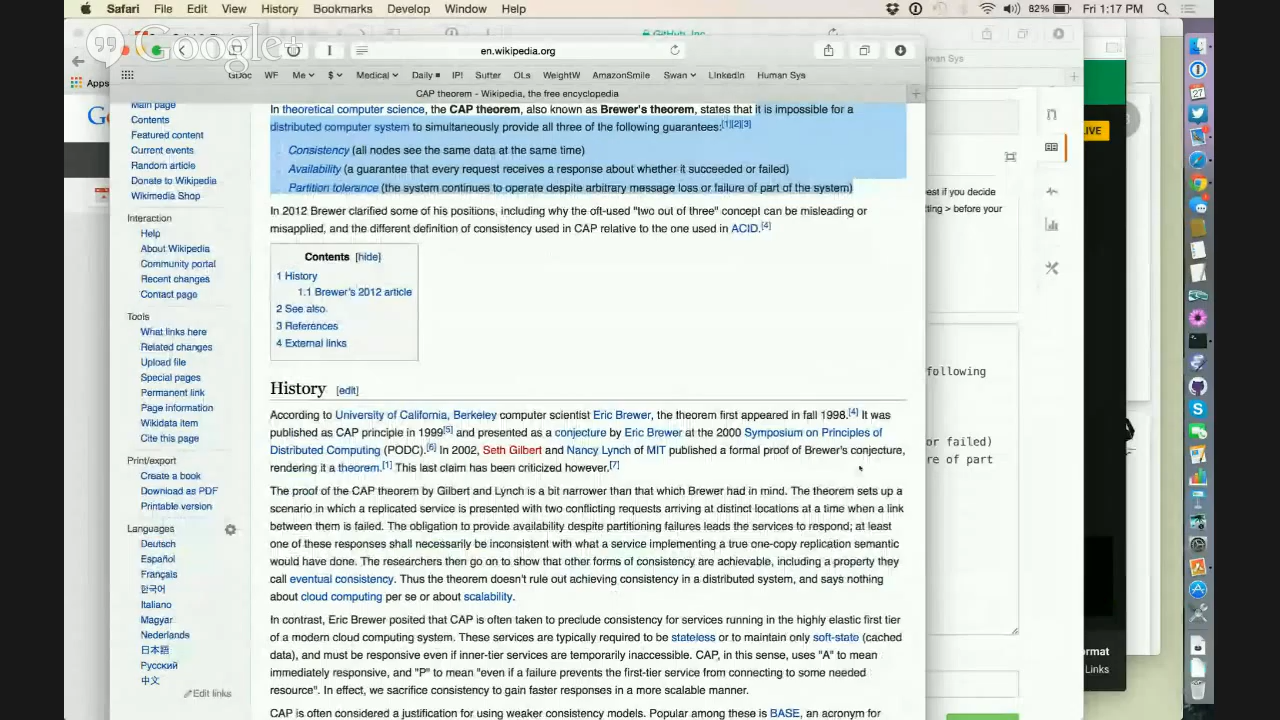 Safari File Edit View History Bookmarks Develop Window Help
82% Fri 1:17 PM
Google+
en.wikipedia.org
GitHub, Inc.
Apps
GDoc WF Me $ Medical Daily IP! Sutter OLs WeightW AmazonSmile Swan LinkedIn Human Sys
man Sys
CAP theorem - Wikipedia, the free encyclopedia
Main page
Contents
Featured content
Current events
Random article
Donate to Wikipedia
Wikimedia Shop
Interaction
Help
About Wikipedia
Community portal
Recent changes
Contact page
Tools
What links here
Related changes
Upload file
Special pages
Permanent link
Page information
Wikidata item
Cite this page
Print/export
Create a book
Download as PDF
Printable version
Languages
Deutsch
Español
Français
한국어
Italiano
Magyar
Nederlands
日本語
Русский
中文
Edit links
In theoretical computer science, the CAP theorem, also known as Brewer's theorem, states that it is impossible for a
distributed computer system to simultaneously provide all three of the following guarantees:[1][2][3]
Consistency (all nodes see the same data at the same time)
Availability (a guarantee that every request receives a response about whether it succeeded or failed)
Partition tolerance (the system continues to operate despite arbitrary message loss or failure of part of the system)
In 2012 Brewer clarified some of his positions, including why the oft-used "two out of three" concept can be misleading or
misapplied, and the different definition of consistency used in CAP relative to the one used in ACID.[4]
Contents [hide]
1 History
1.1 Brewer's 2012 article
2 See also
3 References
4 External links
History [edit]
According to University of California, Berkeley computer scientist Eric Brewer, the theorem first appeared in fall 1998.[4] It was
published as CAP principle in 1999[5] and presented as a conjecture by Eric Brewer at the 2000 Symposium on Principles of
Distributed Computing (PODC).[6] In 2002, Seth Gilbert and Nancy Lynch of MIT published a formal proof of Brewer's conjecture,
rendering it a theorem.[1] This last claim has been criticized however.[7]
The proof of the CAP theorem by Gilbert and Lynch is a bit narrower than that which Brewer had in mind. The theorem sets up a
scenario in which a replicated service is presented with two conflicting requests arriving at distinct locations at a time when a link
between them is failed. The obligation to provide availability despite partitioning failures leads the services to respond; at least
one of these responses shall necessarily be inconsistent with what a service implementing a true one-copy replication semantic
would have done. The researchers then go on to show that other forms of consistency are achievable, including a property they
call eventual consistency. Thus the theorem doesn't rule out achieving consistency in a distributed system, and says nothing
about cloud computing per se or about scalability.
In contrast, Eric Brewer posited that CAP is often taken to preclude consistency for services running in the highly elastic first tier
of a modern cloud computing system. These services are typically required to be stateless or to maintain only soft-state (cached
data), and must be responsive even if inner-tier services are temporarily inaccessible. CAP, in this sense, uses "A" to mean
immediately responsive, and "P" to mean "even if a failure prevents the first-tier service from connecting to some needed
resource". In effect, we sacrifice consistency to gain faster responses in a more scalable manner.
CAP is often considered a justification for using weaker consistency models. Popular among these is BASE, an acronym for
LIVE
est if you decide
tting > before your
following
or failed)
re of part
rmat
Links